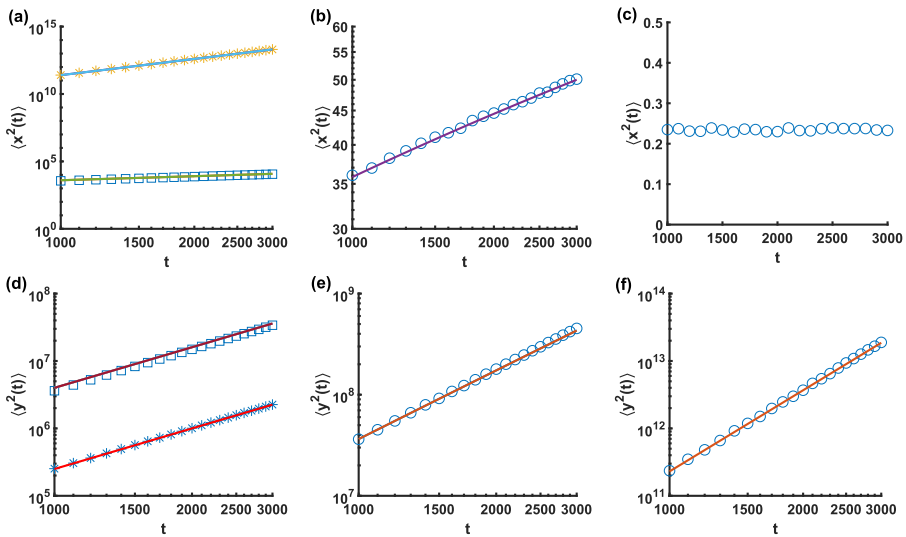 (a)
10^15
10^10
10^5
10^0
⟨x^2(t)⟩
1000 1500 2000 2500 3000
t
(b)
60
55
50
45
40
35
30
⟨x^2(t)⟩
1000 1500 2000 2500 3000
t
(c)
0.5
0.4
0.3
0.2
0.1
0
⟨x^2(t)⟩
1000 1500 2000 2500 3000
t
(d)
10^8
10^7
10^6
10^5
⟨y^2(t)⟩
1000 1500 2000 2500 3000
t
(e)
10^9
10^8
10^7
⟨y^2(t)⟩
1000 1500 2000 2500 3000
t
(f)
10^14
10^13
10^12
10^11
⟨y^2(t)⟩
1000 1500 2000 2500 3000
t